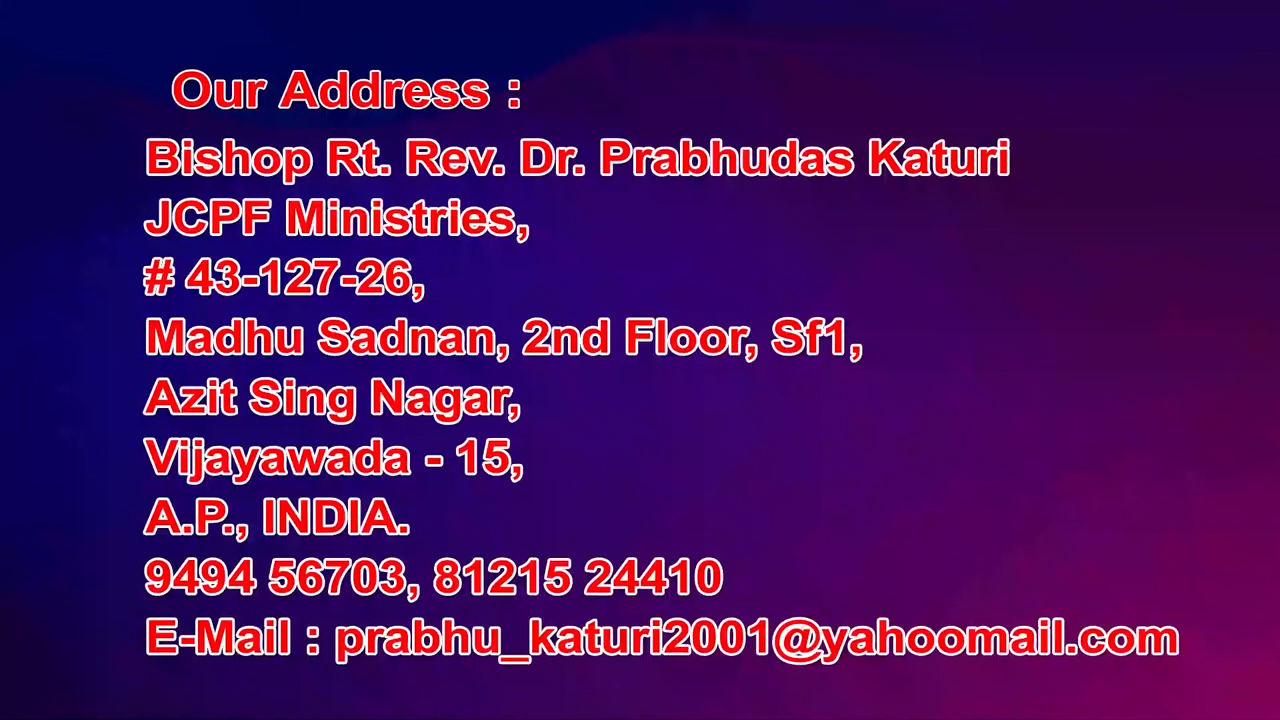 Our Address :
Bishop Rt. Rev. Dr. Prabhudas Katuri
JCPF Ministries,
# 43-127-26,
Madhu Sadnan, 2nd Floor, Sf1,
Azit Sing Nagar,
Vijayawada - 15,
A.P., INDIA.
9494 56703, 81215 24410
E-Mail : prabhu_katuri2001@yahoomail.com